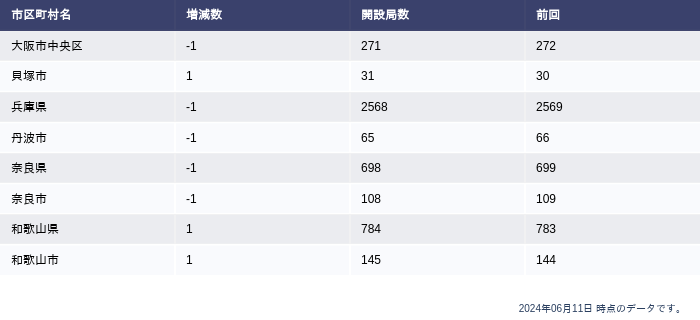 市区町村名 増減数 開設局数 前回
大阪市中央区 -1 271 272
貝塚市 1 31 30
兵庫県 -1 2568 2569
丹波市 -1 65 66
奈良県 -1 698 699
奈良市 -1 108 109
和歌山県 1 784 783
和歌山市 1 145 144
2024年06月11日 時点のデータです。